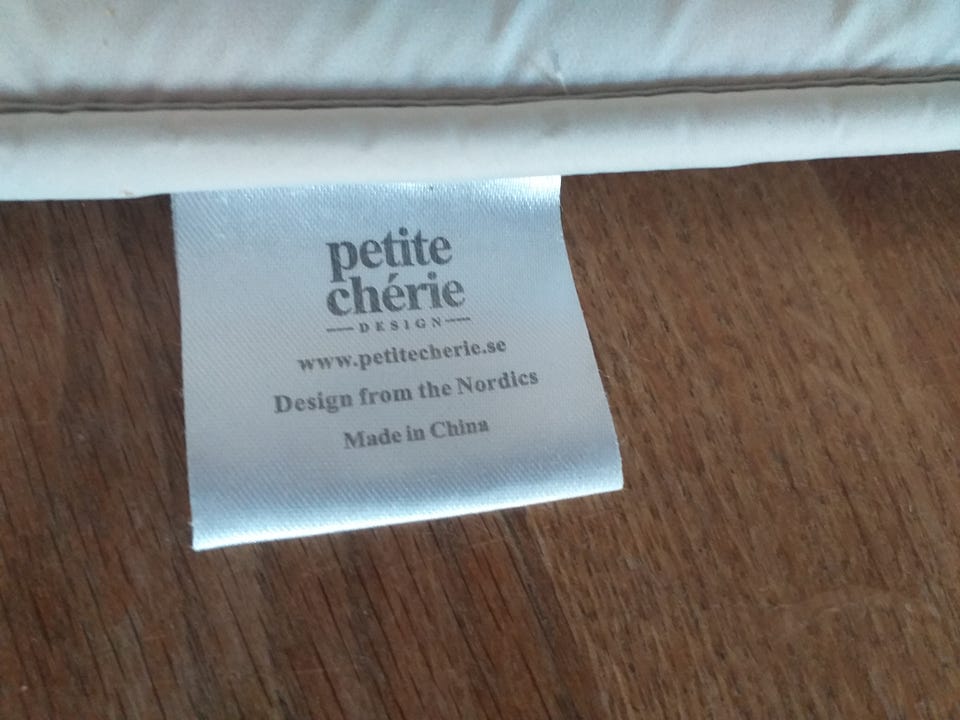 petite
chérie
DESIGN
www.petitecherie.se
Design from the Nordics
Made in China